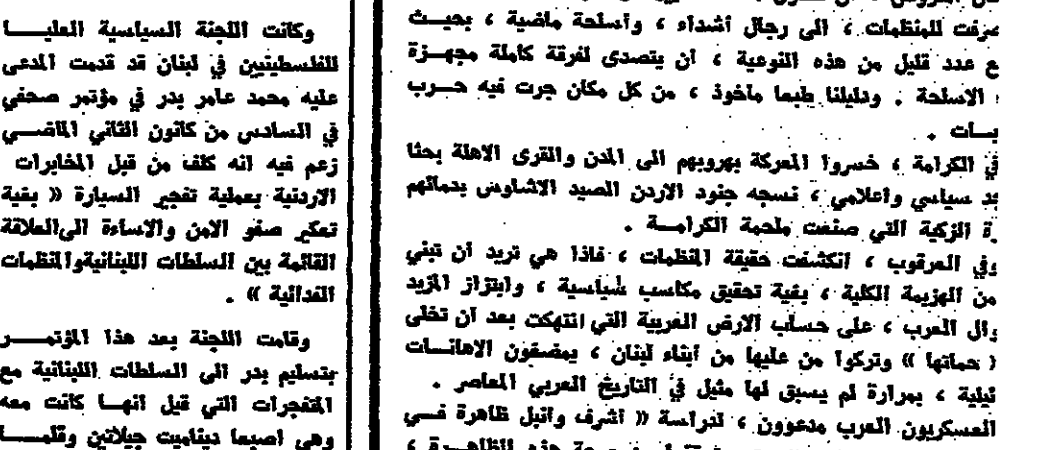 صرفت للمنظمات ، الى رجال أشداء ، وأسلحة ماضية ، بحيث
ع عدد قليل من هذه النوعية ، أن يتصدى لفرقة كاملة مجهزة
الاسلحة . ودليلنا طبعا مأخوذ ، من كل مكان جرت فيه حرب
بات .
في الكرامة ، خسروا المعركة بهروبهم الى المدن والقرى الاهلة بحثا
سياسي واعلامي ، نسجه جنود الاردن الصيد الاشاوس بدمائهم
ة الزكية التي صنعت ملحمة الكرامة .
وفي العرقوب ، انكشفت حقيقة المنظمات ، فاذا هي تريد أن تبني
من الهزيمة الكلية ، بغية تحقيق مكاسب سياسية ، وابتزاز المزيد
العرب ، على حساب الارض العربية التي انتهكت بعد أن تخلى
( حماتها )) وتركوا من عليها من أبناء لبنان ، يمضغون الاهانات
، بمرارة لم يسبق لها مثيل في التاريخ العربي المعاصر .
العسكريون العرب مدعوون ، لدراسة (( أشرف وأنبل ظاهرة في
هذه الظاهرة ،
وكانت اللجنة السياسية العليا
للفلسطينيين في لبنان قد قدمت المدعى
عليه محمد عامر بدر في مؤتمر صحفي
في السادس من كانون الثاني الماضي
زعم فيه انه كلف من قبل المخابرات
الاردنية بعملية تفجير السيارة (( بغية
تعكير صفو الامن والاساءة الى العلاقة
القائمة بين السلطات اللبنانية والمنظمات
الفدائية )) .
وقامت اللجنة بعد هذا المؤتمر
بتسليم بدر الى السلطات اللبنانية مع
المتفجرات التي قيل انها كانت معه
وهي اصبعا ديناميت جيلاتين وقلما